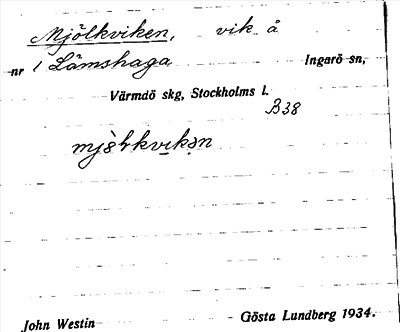 Mjölkviken, vik å
nr 1 Lämshaga Ingarö sn,
Värmdö skg, Stockholms l.
B38
John Westin Gösta Lundberg 1934.